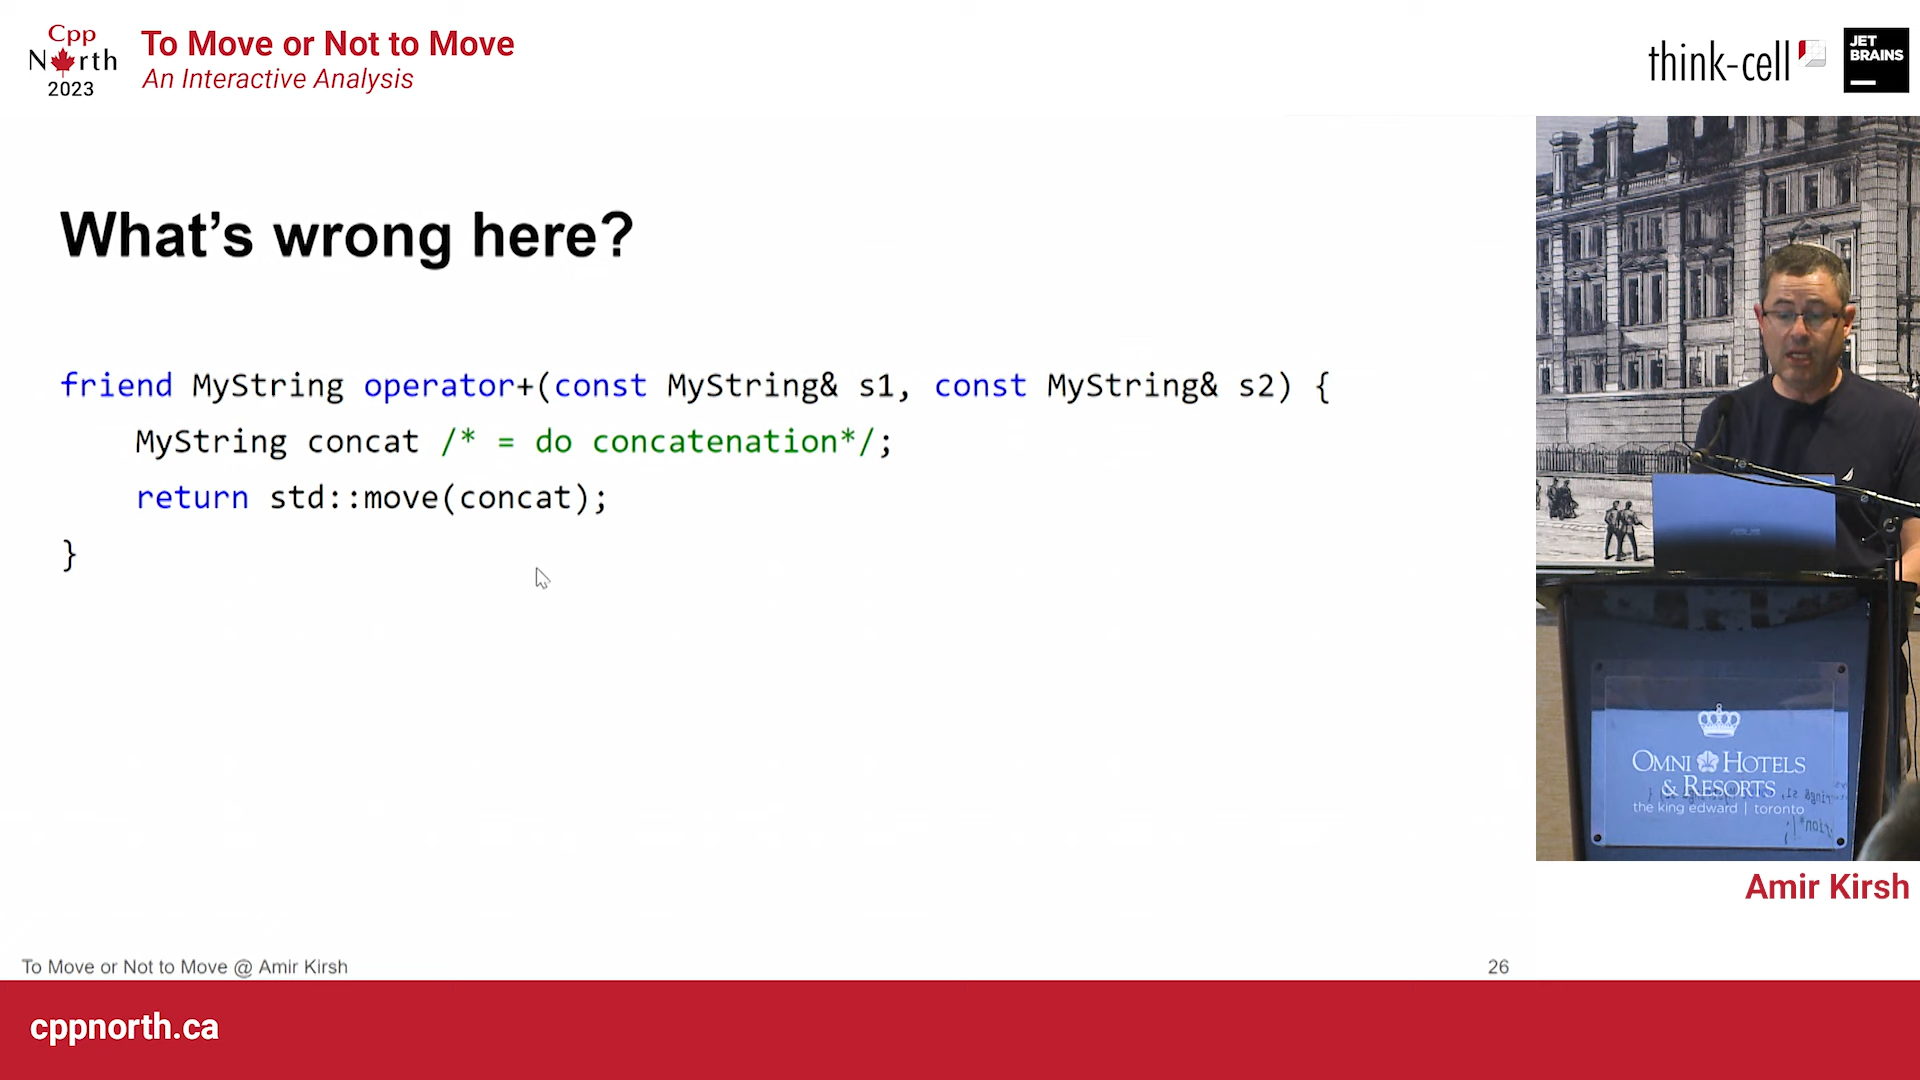 Cpp
North
2023
To Move or Not to Move
An Interactive Analysis
think-cell
JET
BRAINS
What's wrong here?
friend MyString operator+(const MyString& s1, const MyString& s2) {
MyString concat /* = do concatenation*/;
return std::move(concat);
}
ASUS
OMNI HOTELS
& RESORTS
the king edward | toronto
Amir Kirsh
To Move or Not to Move @ Amir Kirsh
26
cppnorth.ca